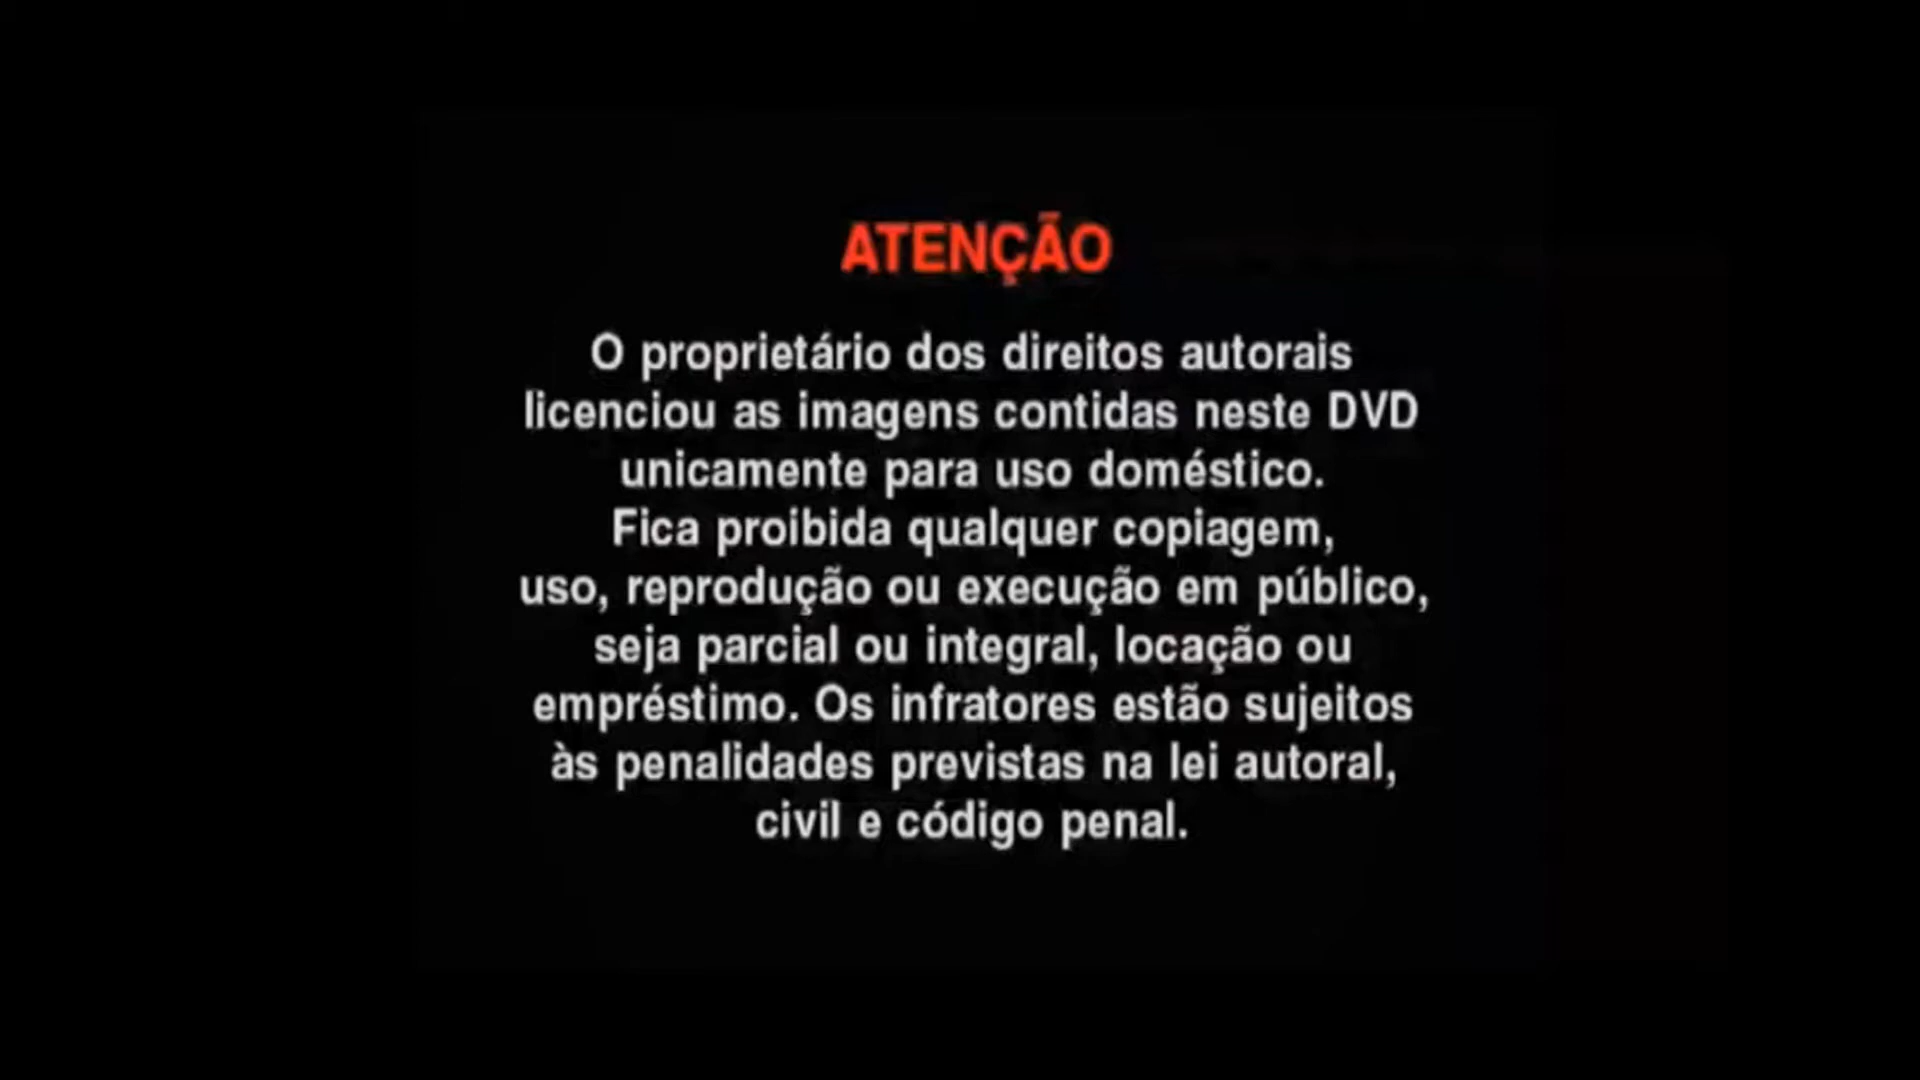 ATENÇÃO
O proprietário dos direitos autorais
licenciou as imagens contidas neste DVD
unicamente para uso doméstico.
Fica proibida qualquer copiagem,
uso, reprodução ou execução em público,
seja parcial ou integral, locação ou
empréstimo. Os infratores estão sujeitos
às penalidades previstas na lei autoral,
civil e código penal.